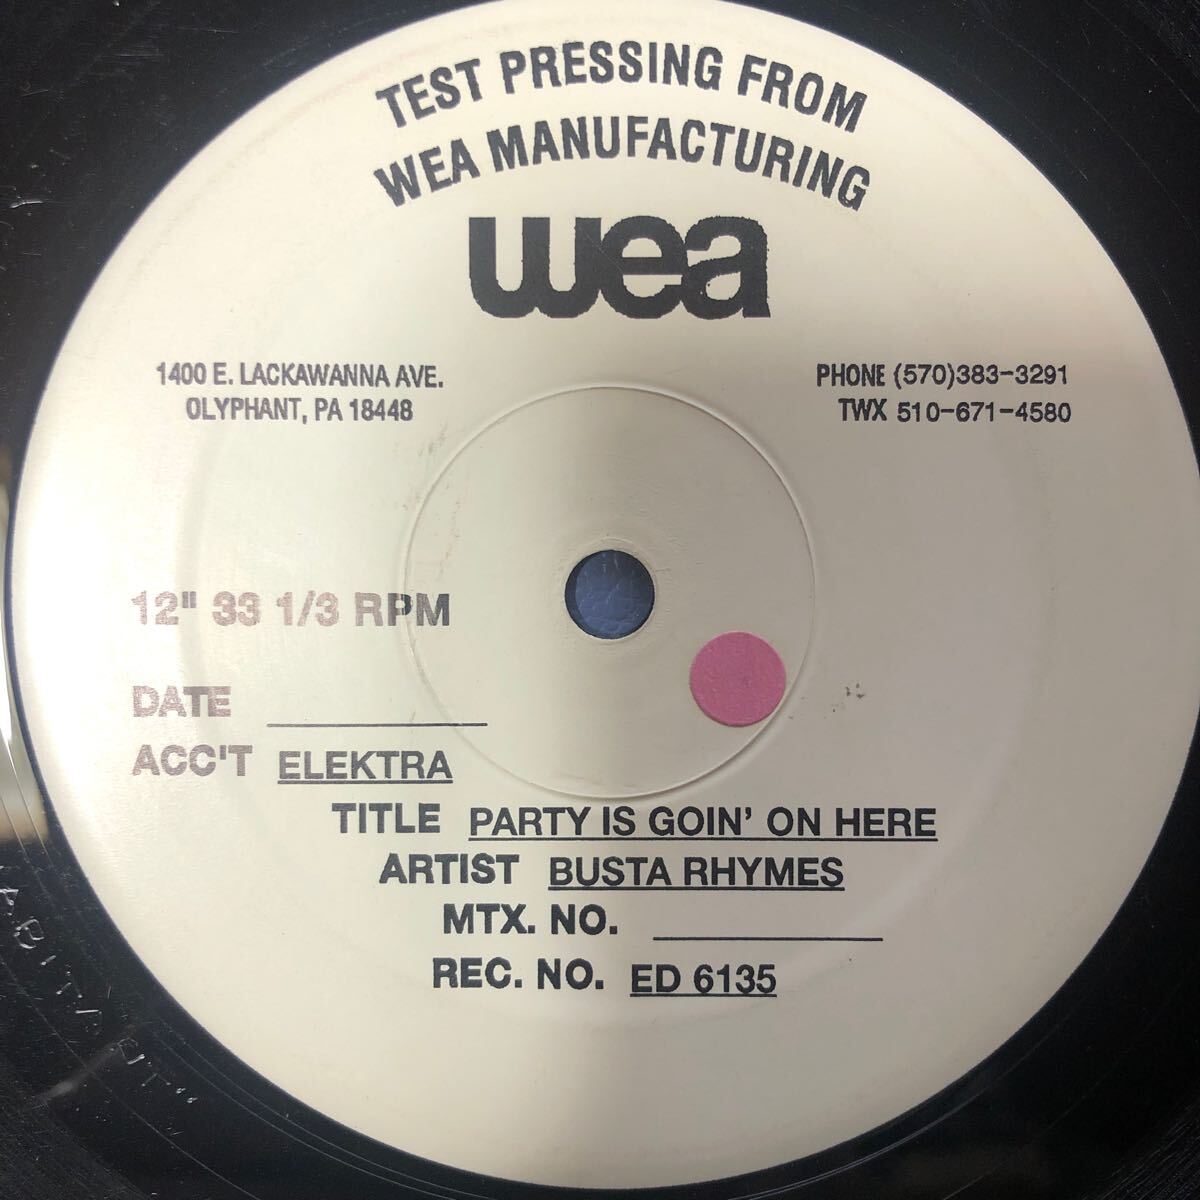 TEST PRESSING FROM
WEA MANUFACTURING
wea
1400 E. LACKAWANNA AVE.
OLYPHANT, PA 18448
PHONE (570)383-3291
TWX 510-671-4580
12" 33 1/3 RPM
DATE
ACC'T ELEKTRA
TITLE PARTY IS GOIN' ON HERE
ARTIST BUSTA RHYMES
MTX. NO.
REC. NO. ED 6135